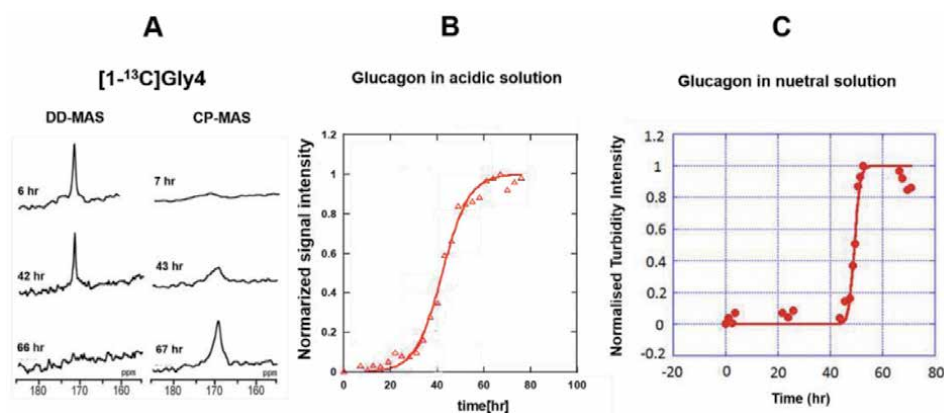 A
B
C
[1-¹³C]Gly4
Glucagon in acidic solution
Glucagon in nuetral solution
DD-MAS
CP-MAS
6 hr
7 hr
42 hr
43 hr
66 hr
67 hr
ppm
ppm
180
170
160
180
170
160
Normarized signal intensity
1.2
1
0.8
0.6
0.4
0.2
0
0
20
40
60
80
100
time[hr]
Normalised Turbidity Intensity
1.2
1
0.8
0.6
0.4
0.2
0
-0.2
-20
0
20
40
60
80
Time (hr)